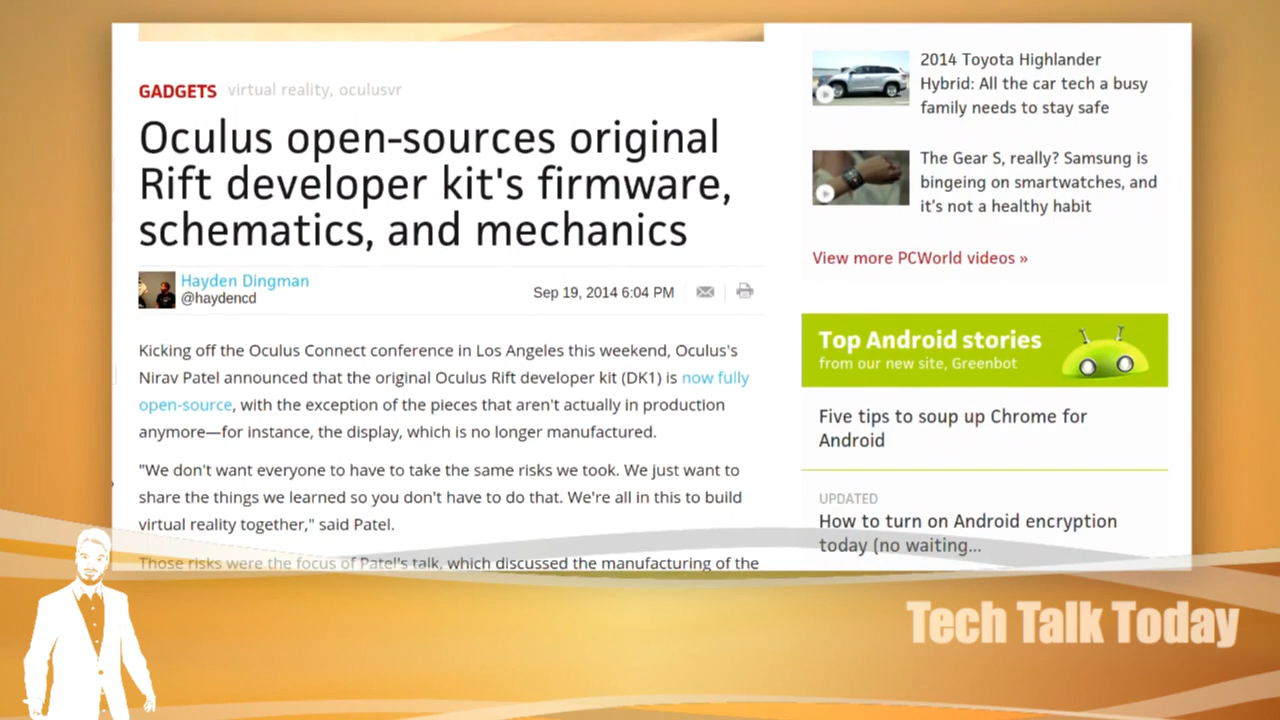 GADGETS virtual reality, oculusvr
Oculus open-sources original
Rift developer kit's firmware,
schematics, and mechanics
Hayden Dingman
@haydencd
Sep 19, 2014 6:04 PM
Kicking off the Oculus Connect conference in Los Angeles this weekend, Oculus's
Nirav Patel announced that the original Oculus Rift developer kit (DK1) is now fully
open-source, with the exception of the pieces that aren't actually in production
anymore—for instance, the display, which is no longer manufactured.
"We don't want everyone to have to take the same risks we took. We just want to
share the things we learned so you don't have to do that. We're all in this to build
virtual reality together," said Patel.
Those risks were the focus of Patel's talk, which discussed the manufacturing of the
2014 Toyota Highlander
Hybrid: All the car tech a busy
family needs to stay safe
The Gear S, really? Samsung is
bingeing on smartwatches, and
it's not a healthy habit
View more PCWorld videos »
Top Android stories
from our new site, Greenbot
Five tips to soup up Chrome for
Android
UPDATED
How to turn on Android encryption
today (no waiting...
Tech Talk Today